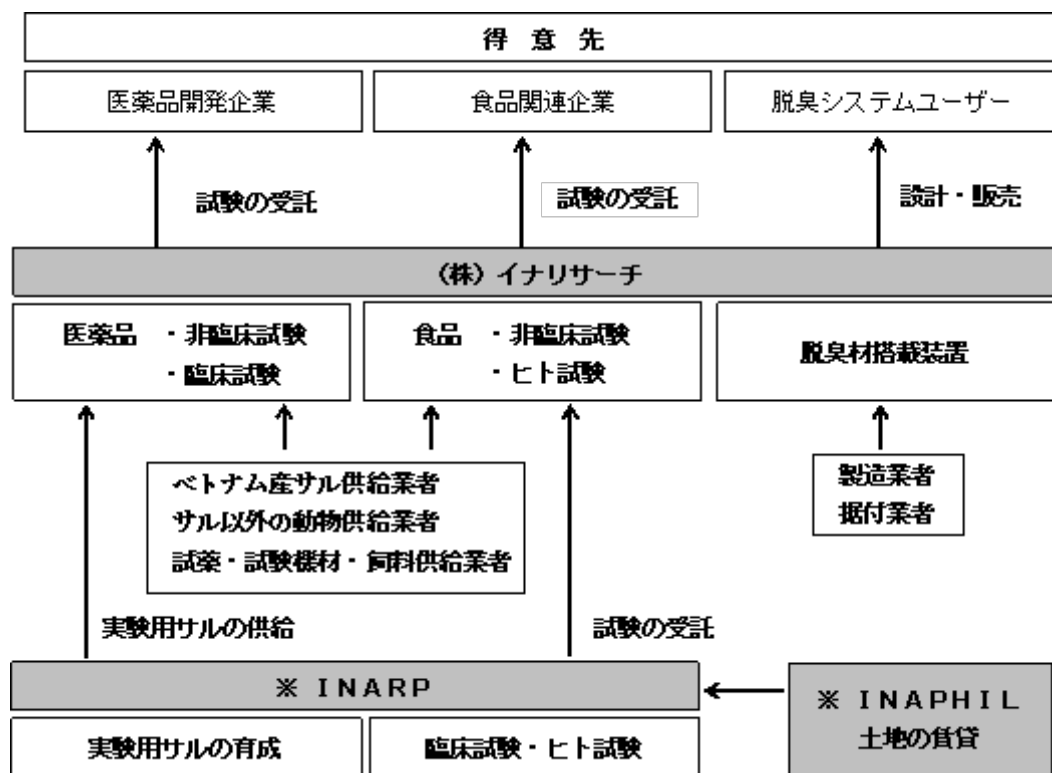 得 意 先
医薬品開発企業
食品関連企業
脱臭システムユーザー
試験の受託
試験の受託
設計・販売
(株)イナリサーチ
医薬品 ・非臨床試験
・臨床試験
食品 ・非臨床試験
・ヒト試験
脱臭材搭載装置
ベトナム産サル供給業者
サル以外の動物供給業者
試薬・試験機材・飼料供給業者
製造業者
据付業者
実験用サルの供給
試験の受託
※ INARP
実験用サルの育成
臨床試験・ヒト試験
※ INAPHIL
土地の賃貸